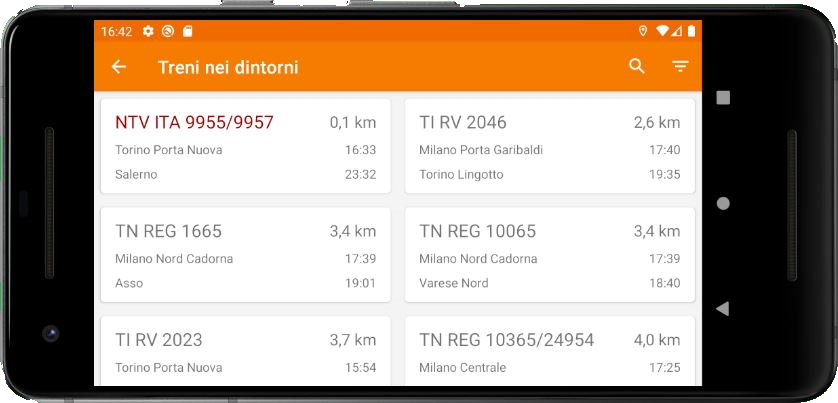 16:42
Treni nei dintorni
NTV ITA 9955/9957 0,1 km
Torino Porta Nuova 16:33
Salerno 23:32
TI RV 2046 2,6 km
Milano Porta Garibaldi 17:40
Torino Lingotto 19:35
TN REG 1665 3,4 km
Milano Nord Cadorna 17:39
Asso 19:01
TN REG 10065 3,4 km
Milano Nord Cadorna 17:39
Varese Nord 18:40
TI RV 2023 3,7 km
Torino Porta Nuova 15:54
TN REG 10365/24954 4,0 km
Milano Centrale 17:25